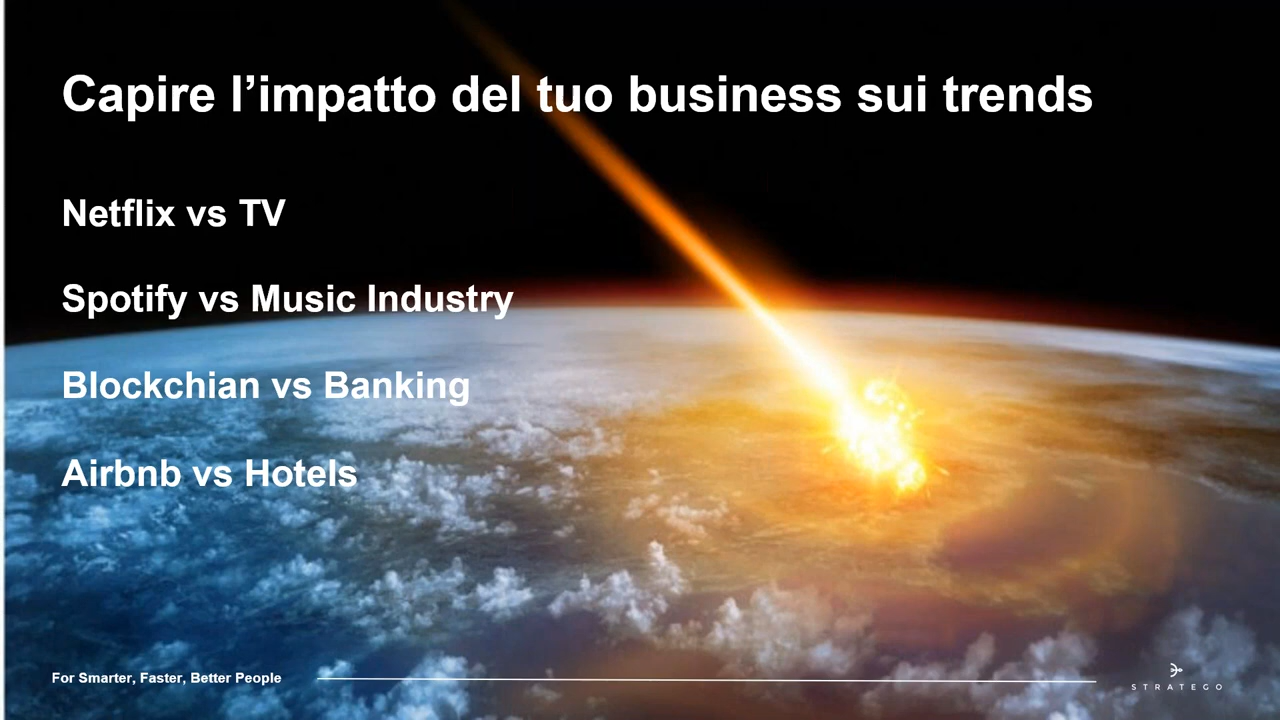 Capire l’impatto del tuo business sui trends
Netflix vs TV
Spotify vs Music Industry
Blockchian vs Banking
Airbnb vs Hotels
For Smarter, Faster, Better People
STRATEGO